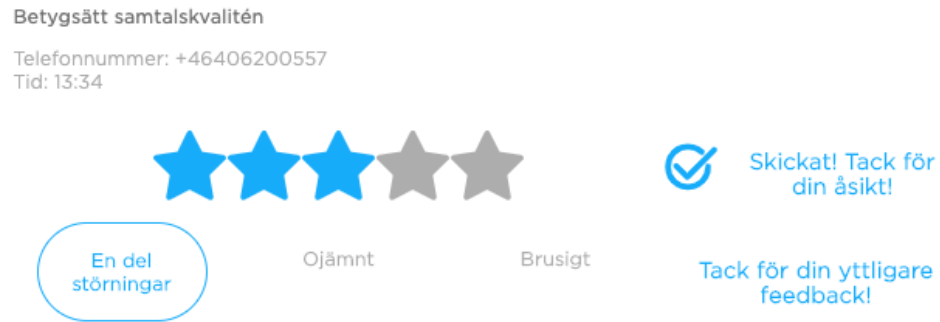 Betygsätt samtalskvalitén
Telefonnummer: +46406200557
Tid: 13:34
Skickat! Tack för
din åsikt!
En del
störningar
Ojämnt
Brusigt
Tack för din yttligare
feedback!